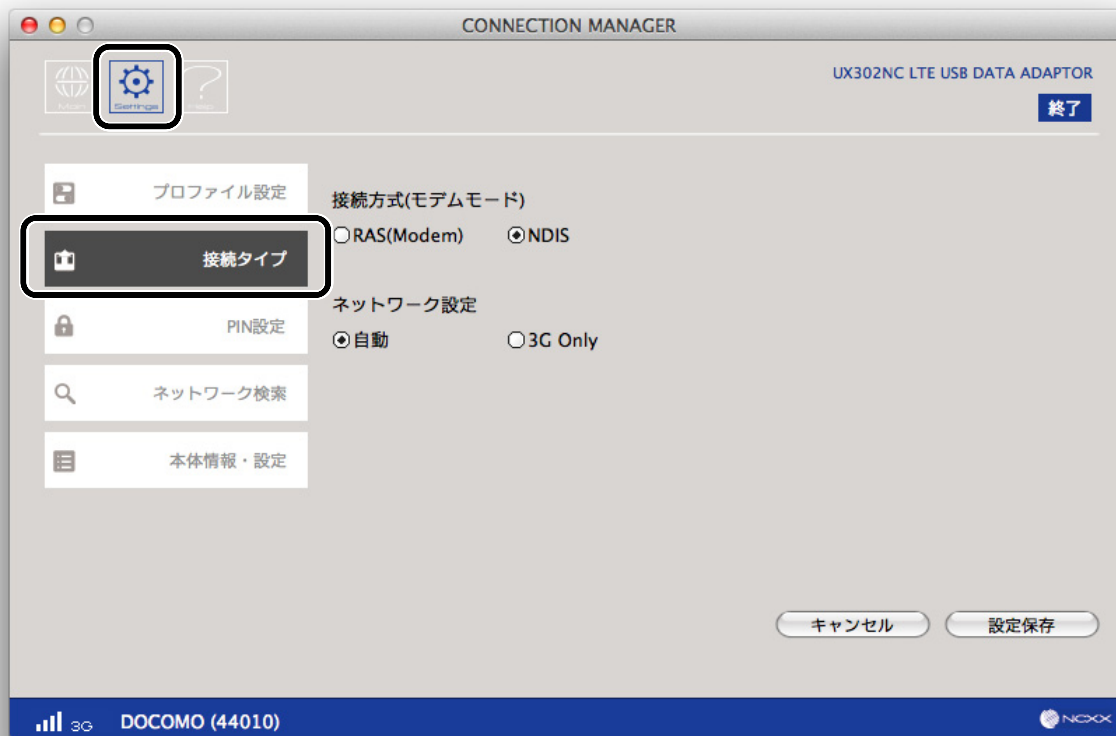 CONNECTION MANAGER
Main
Settings
Help
UX302NC LTE USB DATA ADAPTOR
終了
プロファイル設定
接続タイプ
PIN設定
ネットワーク検索
本体情報・設定
接続方式(モデムモード)
RAS(Modem) NDIS
ネットワーク設定
自動 3G Only
キャンセル 設定保存
3G DOCOMO (44010)
NCXX